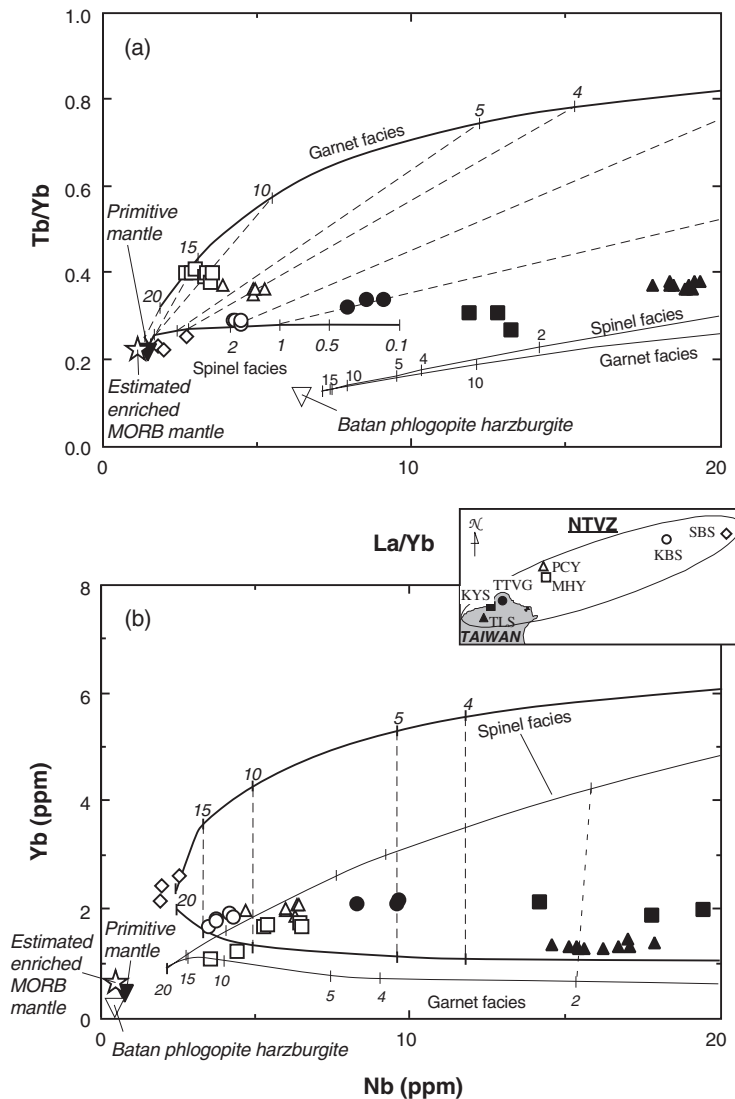 (a)
Tb/Yb
1.0
0.8
0.6
0.4
0.2
0.0
Garnet facies
4
5
10
15
20
Primitive
mantle
Estimated
enriched
MORB mantle
Spinel facies
2
1
0.5
0.1
Spinel facies
Garnet facies
15
10
5
4
10
2
Batan phlogopite harzburgite
0
10
20
La/Yb
N
NTVZ
SBS
KBS
PCY
MHY
TTVG
KYS
TLS
TAIWAN
(b)
Yb (ppm)
8
6
4
2
0
4
5
10
15
20
Spinel facies
Primitive
mantle
Estimated
enriched
MORB
mantle
20
15
10
5
4
2
Garnet facies
Batan phlogopite harzburgite
0
10
20
Nb (ppm)